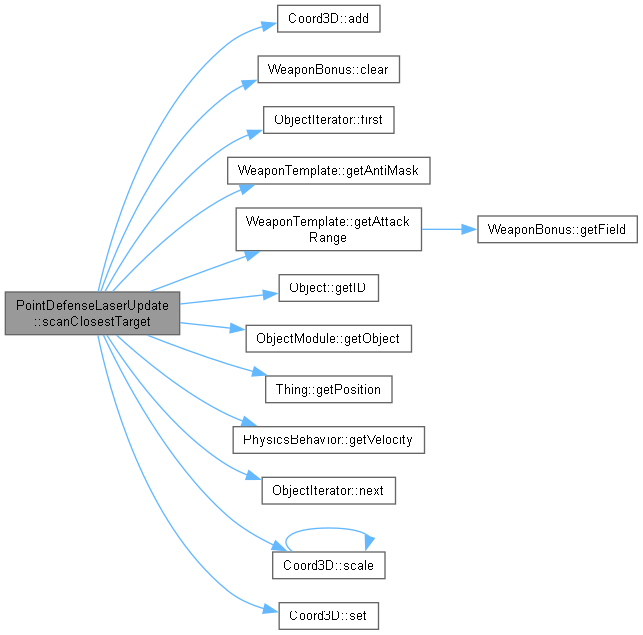 Coord3D::add
WeaponBonus::clear
ObjectIterator::first
WeaponTemplate::getAntiMask
WeaponTemplate::getAttack
Range
WeaponBonus::getField
Object::getID
PointDefenseLaserUpdate
::scanClosestTarget
ObjectModule::getObject
Thing::getPosition
PhysicsBehavior::getVelocity
ObjectIterator::next
Coord3D::scale
Coord3D::set